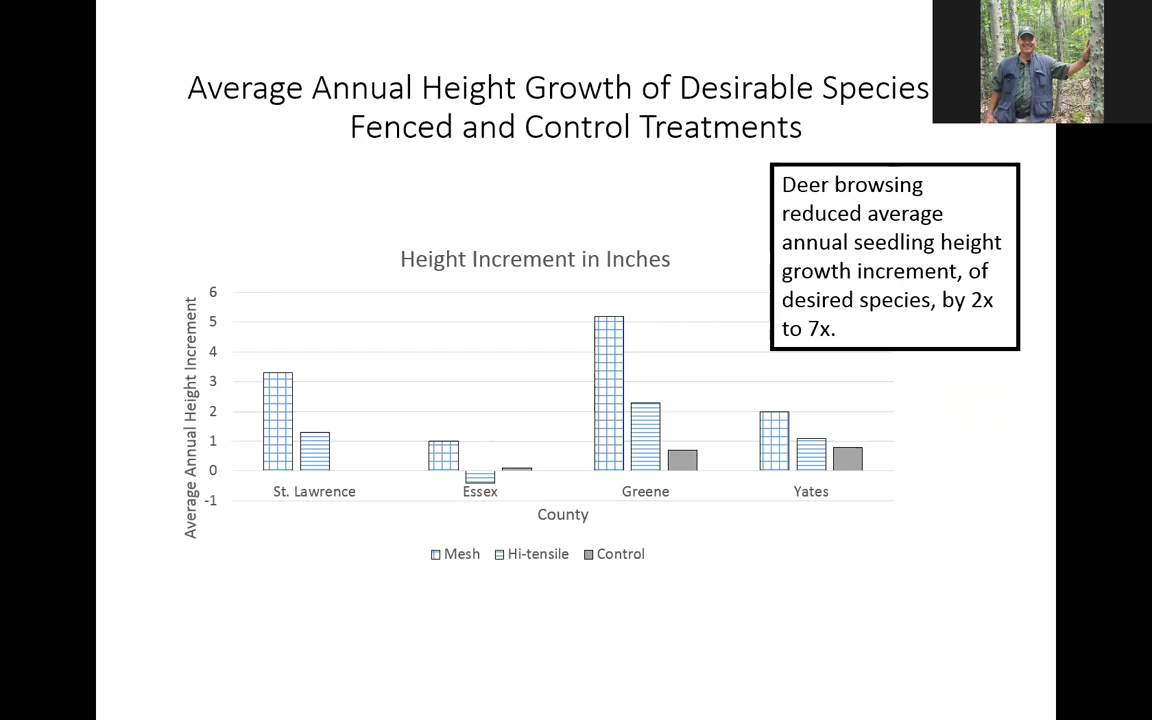 Average Annual Height Growth of Desirable Species
Fenced and Control Treatments
Deer browsing
reduced average
annual seedling height
growth increment, of
desired species, by 2x
to 7x.
Height Increment in Inches
Average Annual Height Increment
6
5
4
3
2
1
0
-1
St. Lawrence
Essex
Greene
Yates
County
Mesh
Hi-tensile
Control